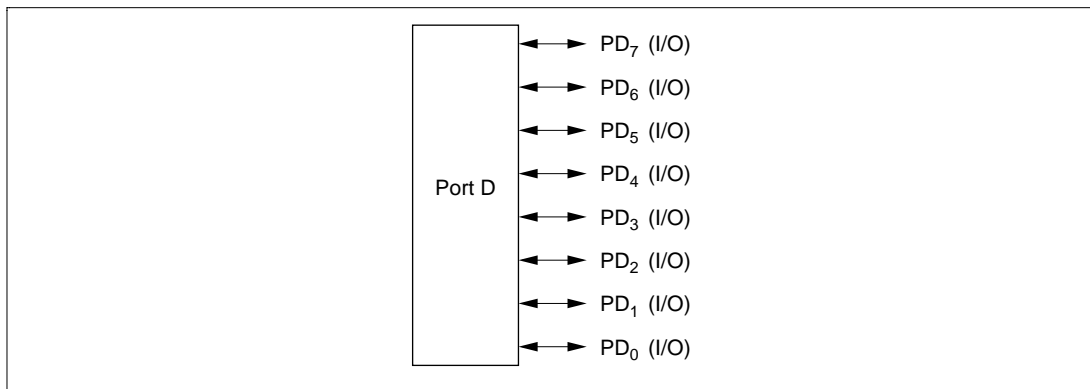 PD7 (I/O)
PD6 (I/O)
PD5 (I/O)
PD4 (I/O)
Port D
PD3 (I/O)
PD2 (I/O)
PD1 (I/O)
PD0 (I/O)